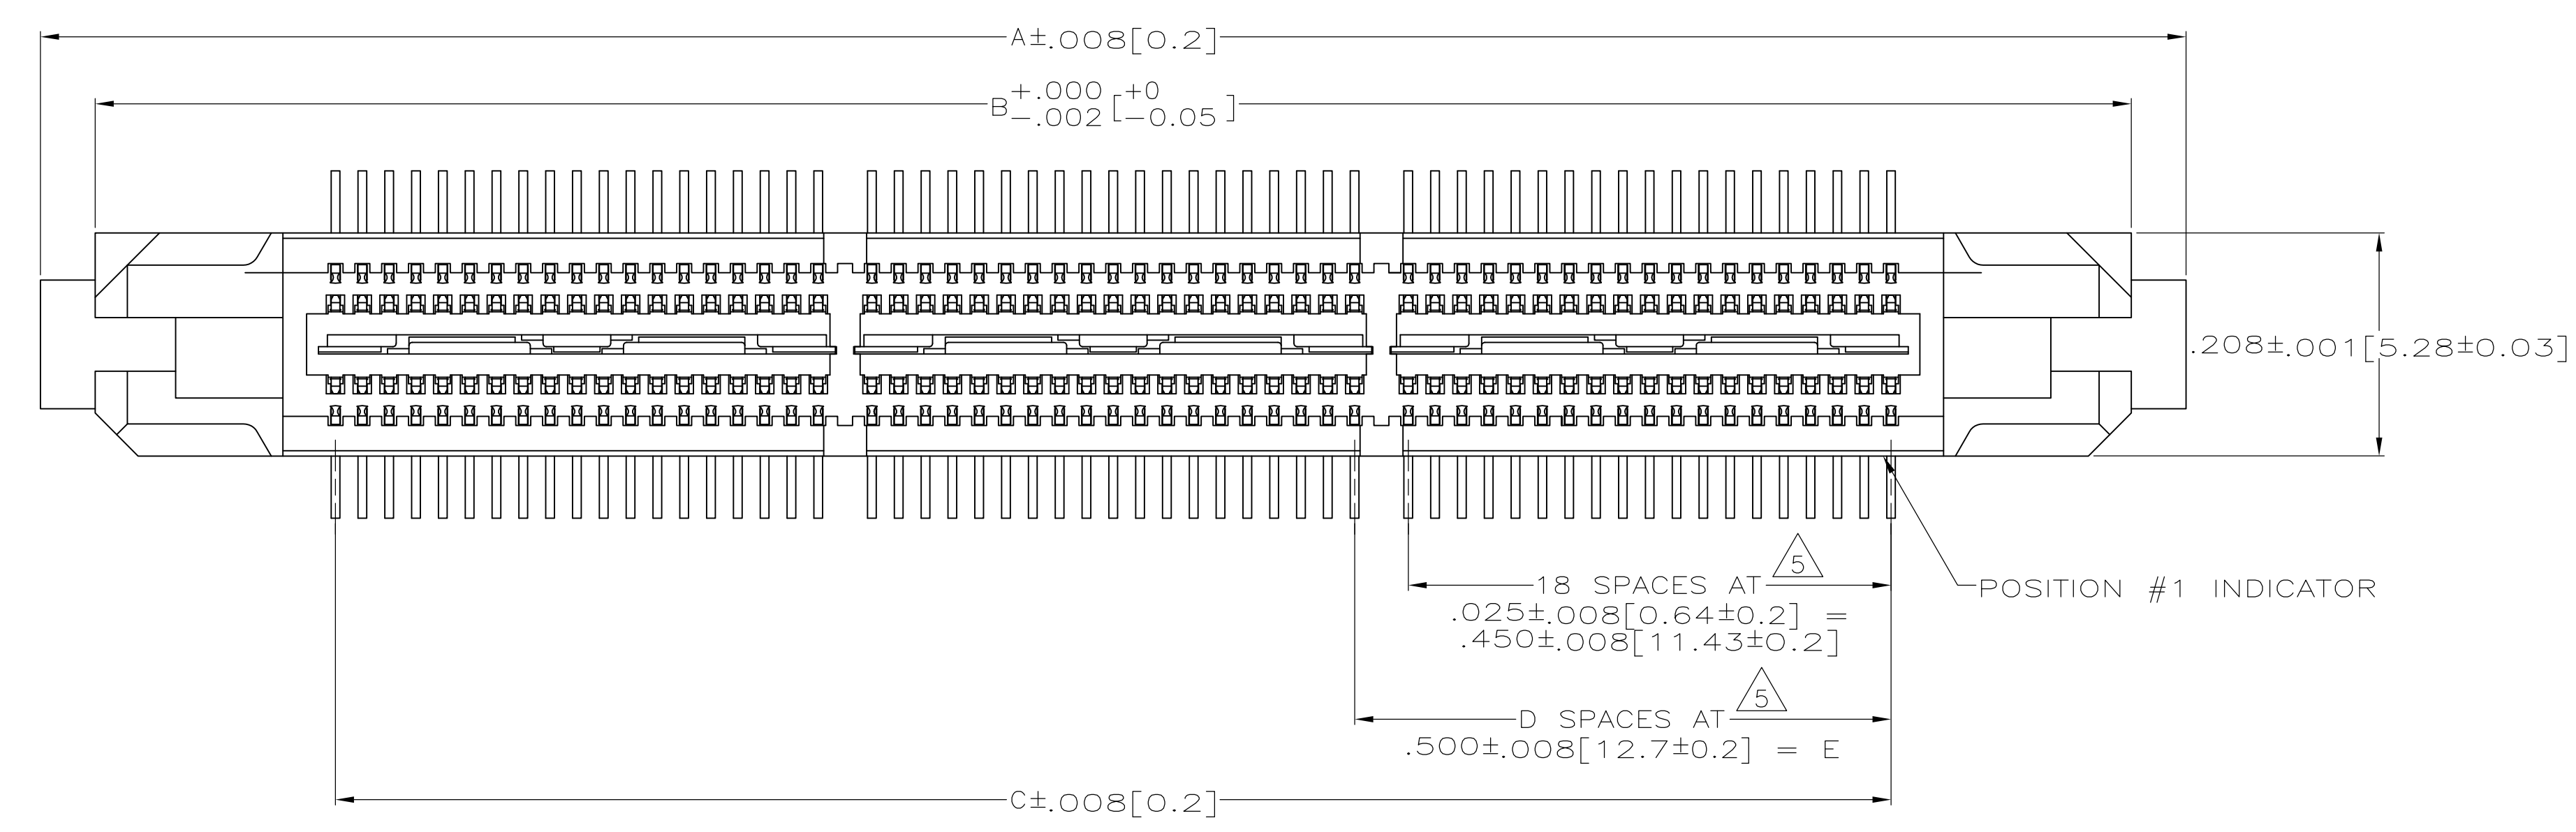 A±.008[0.2]
B +.000 -.002 [+0 -0.05]
.208±.001[5.28±0.03]
5
18 SPACES AT
.025±.008[0.64±0.2] =
.450±.008[11.43±0.2]
POSITION #1 INDICATOR
5
D SPACES AT
.500±.008[12.7±0.2] = E
C±.008[0.2]